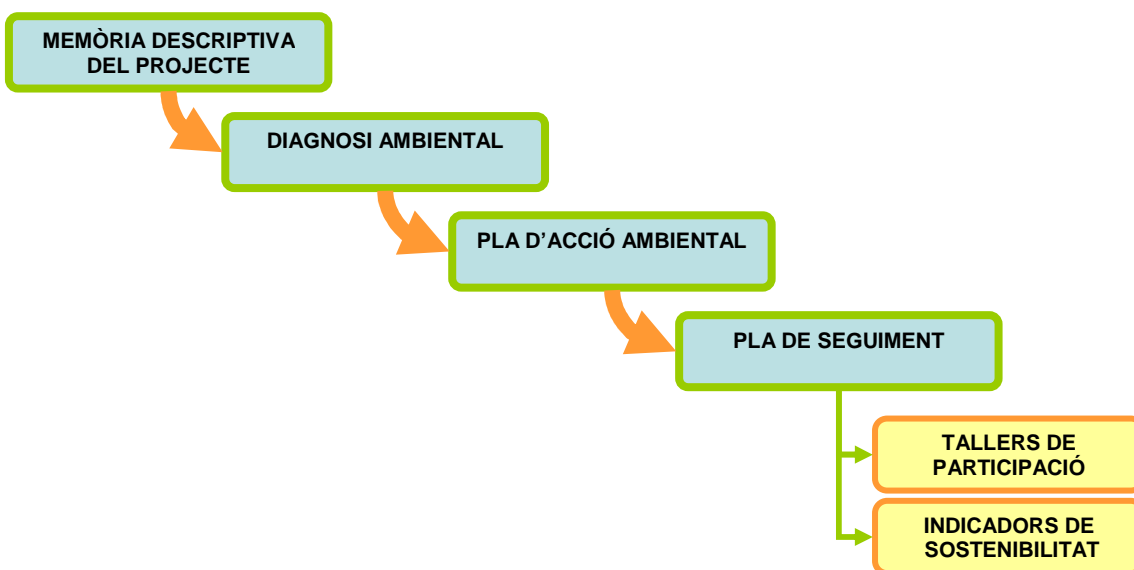 MEMÒRIA DESCRIPTIVA
DEL PROJECTE
DIAGNOSI AMBIENTAL
PLA D’ACCIÓ AMBIENTAL
PLA DE SEGUIMENT
TALLERS DE
PARTICIPACIÓ
INDICADORS DE
SOSTENIBILITAT